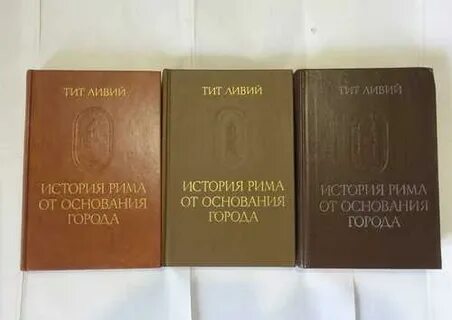 ТИТ ЛИВИЙ
ИСТОРИЯ РИМА
ОТ ОСНОВАНИЯ
ГОРОДА
ТИТ ЛИВИЙ
ИСТОРИЯ РИМА
ОТ ОСНОВАНИЯ
ГОРОДА
ТИТ ЛИВИЙ
ИСТОРИЯ РИМА
ОТ ОСНОВАНИЯ
ГОРОДА